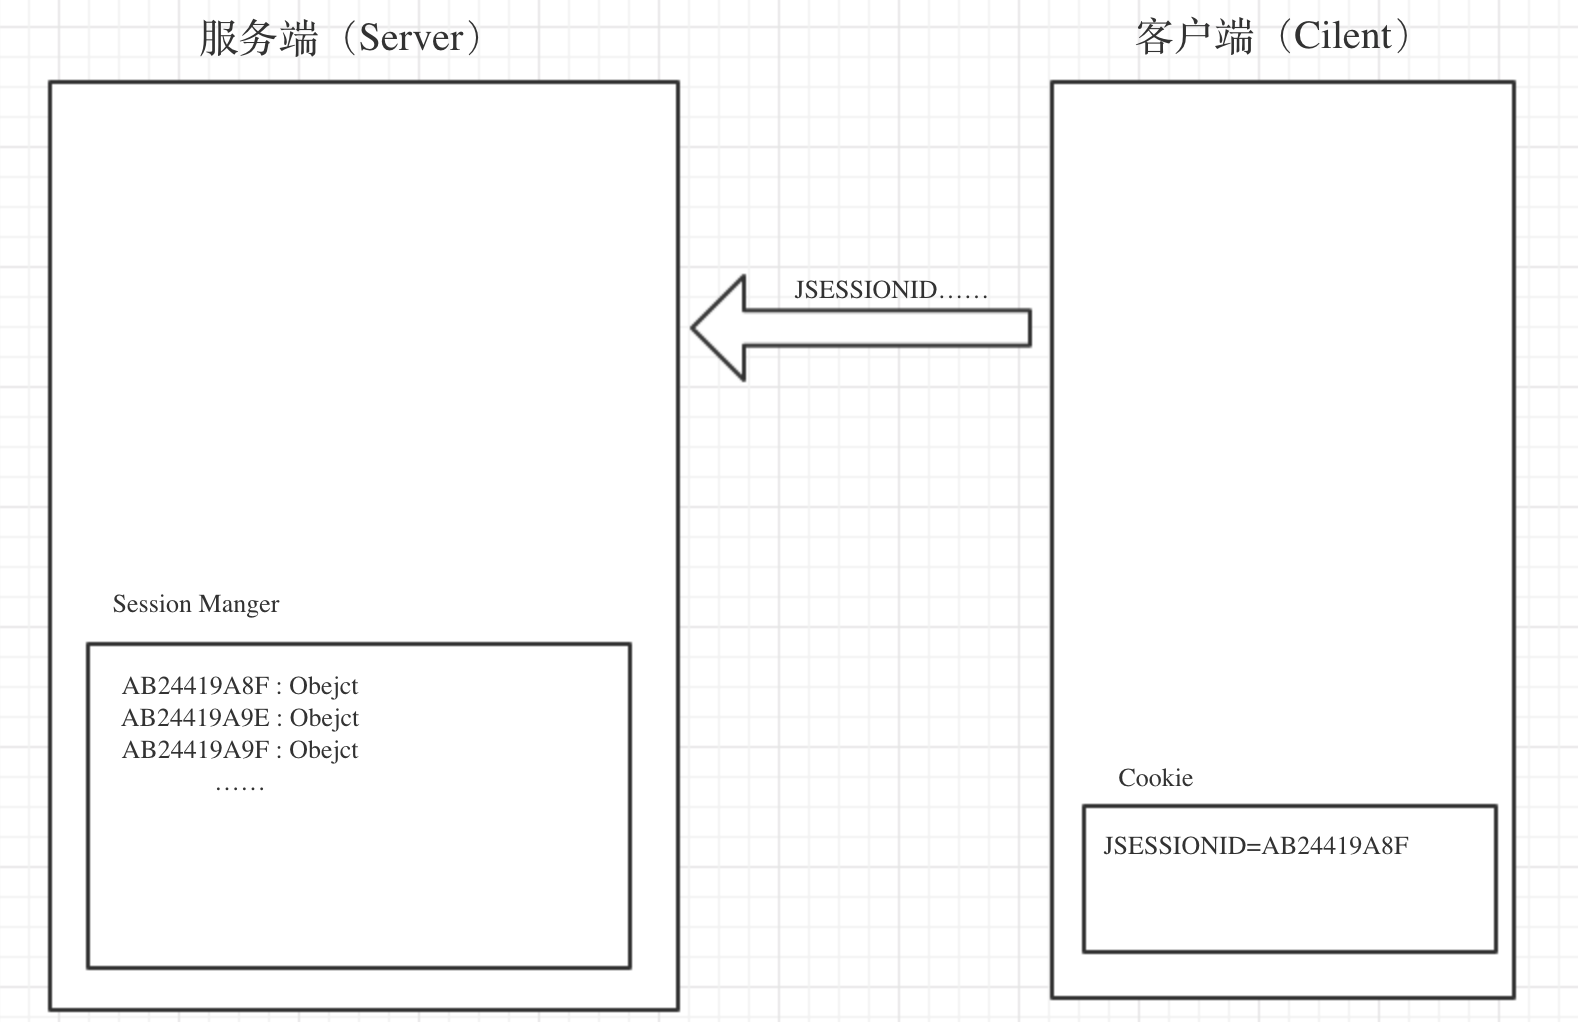 服务端（Server）
客户端（Cilent）
JSESSIONID……
Session Manger
AB24419A8F : Obejct
AB24419A9E : Obejct
AB24419A9F : Obejct
……
Cookie
JSESSIONID=AB24419A8F